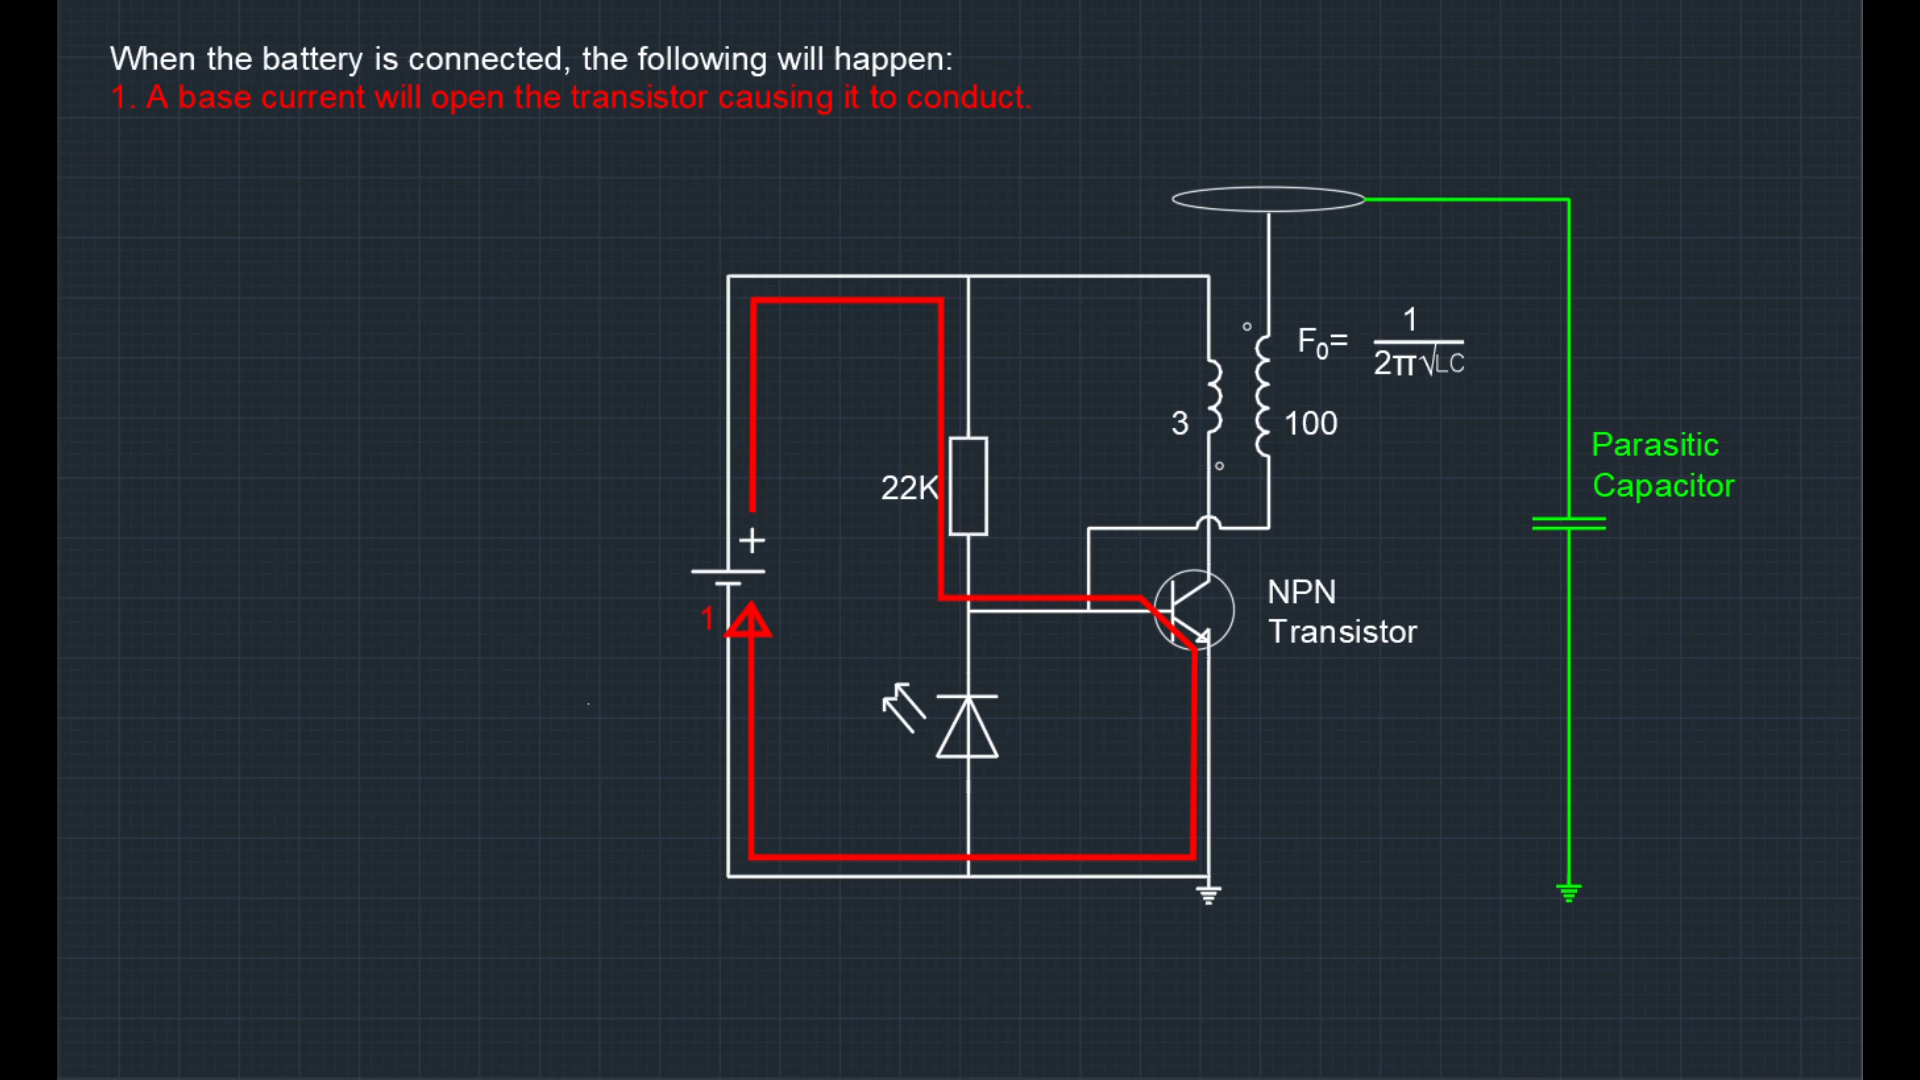 When the battery is connected, the following will happen:
1. A base current will open the transistor causing it to conduct.
F₀= 1
2π√LC
3
100
Parasitic
Capacitor
22K
+
NPN
Transistor
1